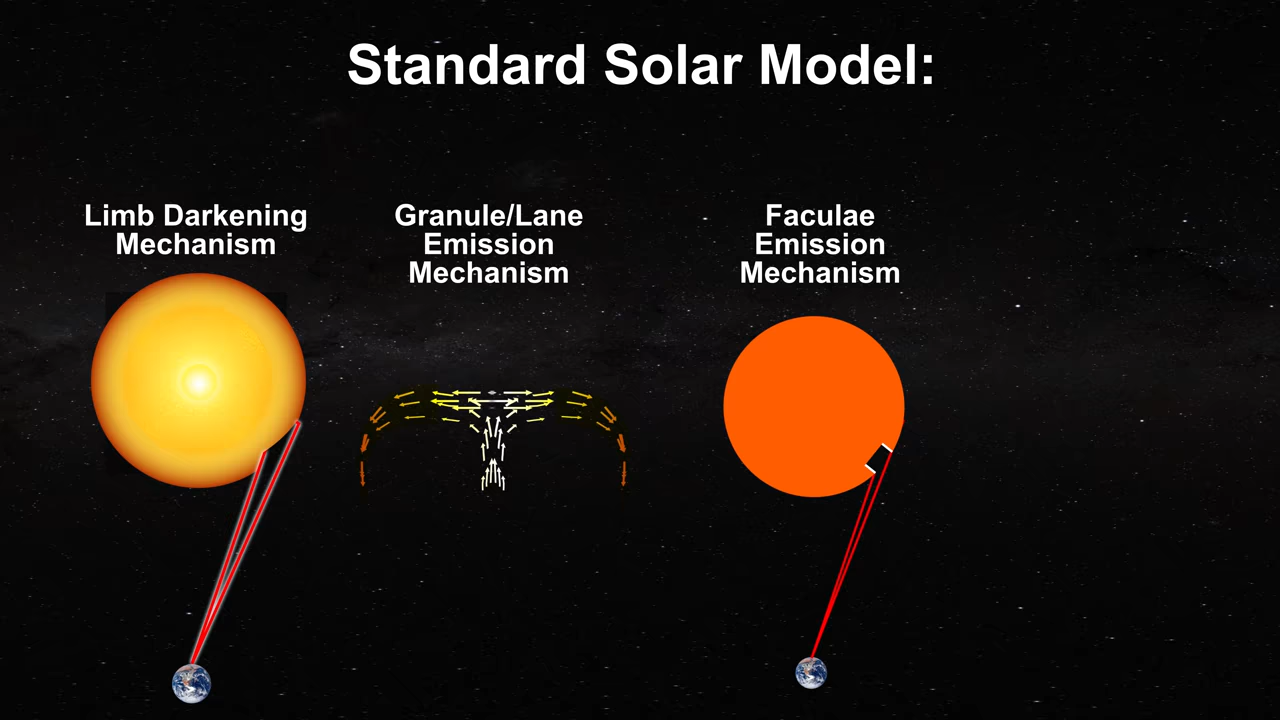 Standard Solar Model:
Limb Darkening
Mechanism
Granule/Lane
Emission
Mechanism
Faculae
Emission
Mechanism